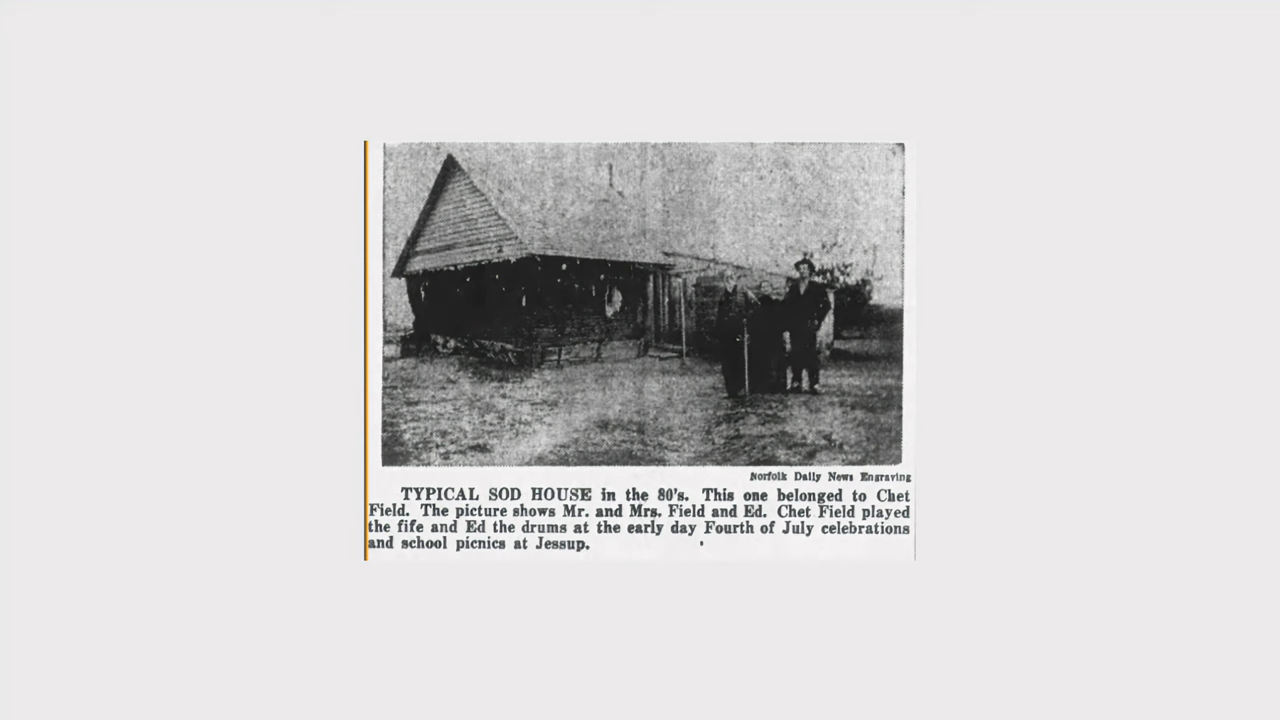 Norfolk Daily News Engraving
TYPICAL SOD HOUSE in the 80's. This one belonged to Chet
Field. The picture shows Mr. and Mrs. Field and Ed. Chet Field played
the fife and Ed the drums at the early day Fourth of July celebrations
and school picnics at Jessup.